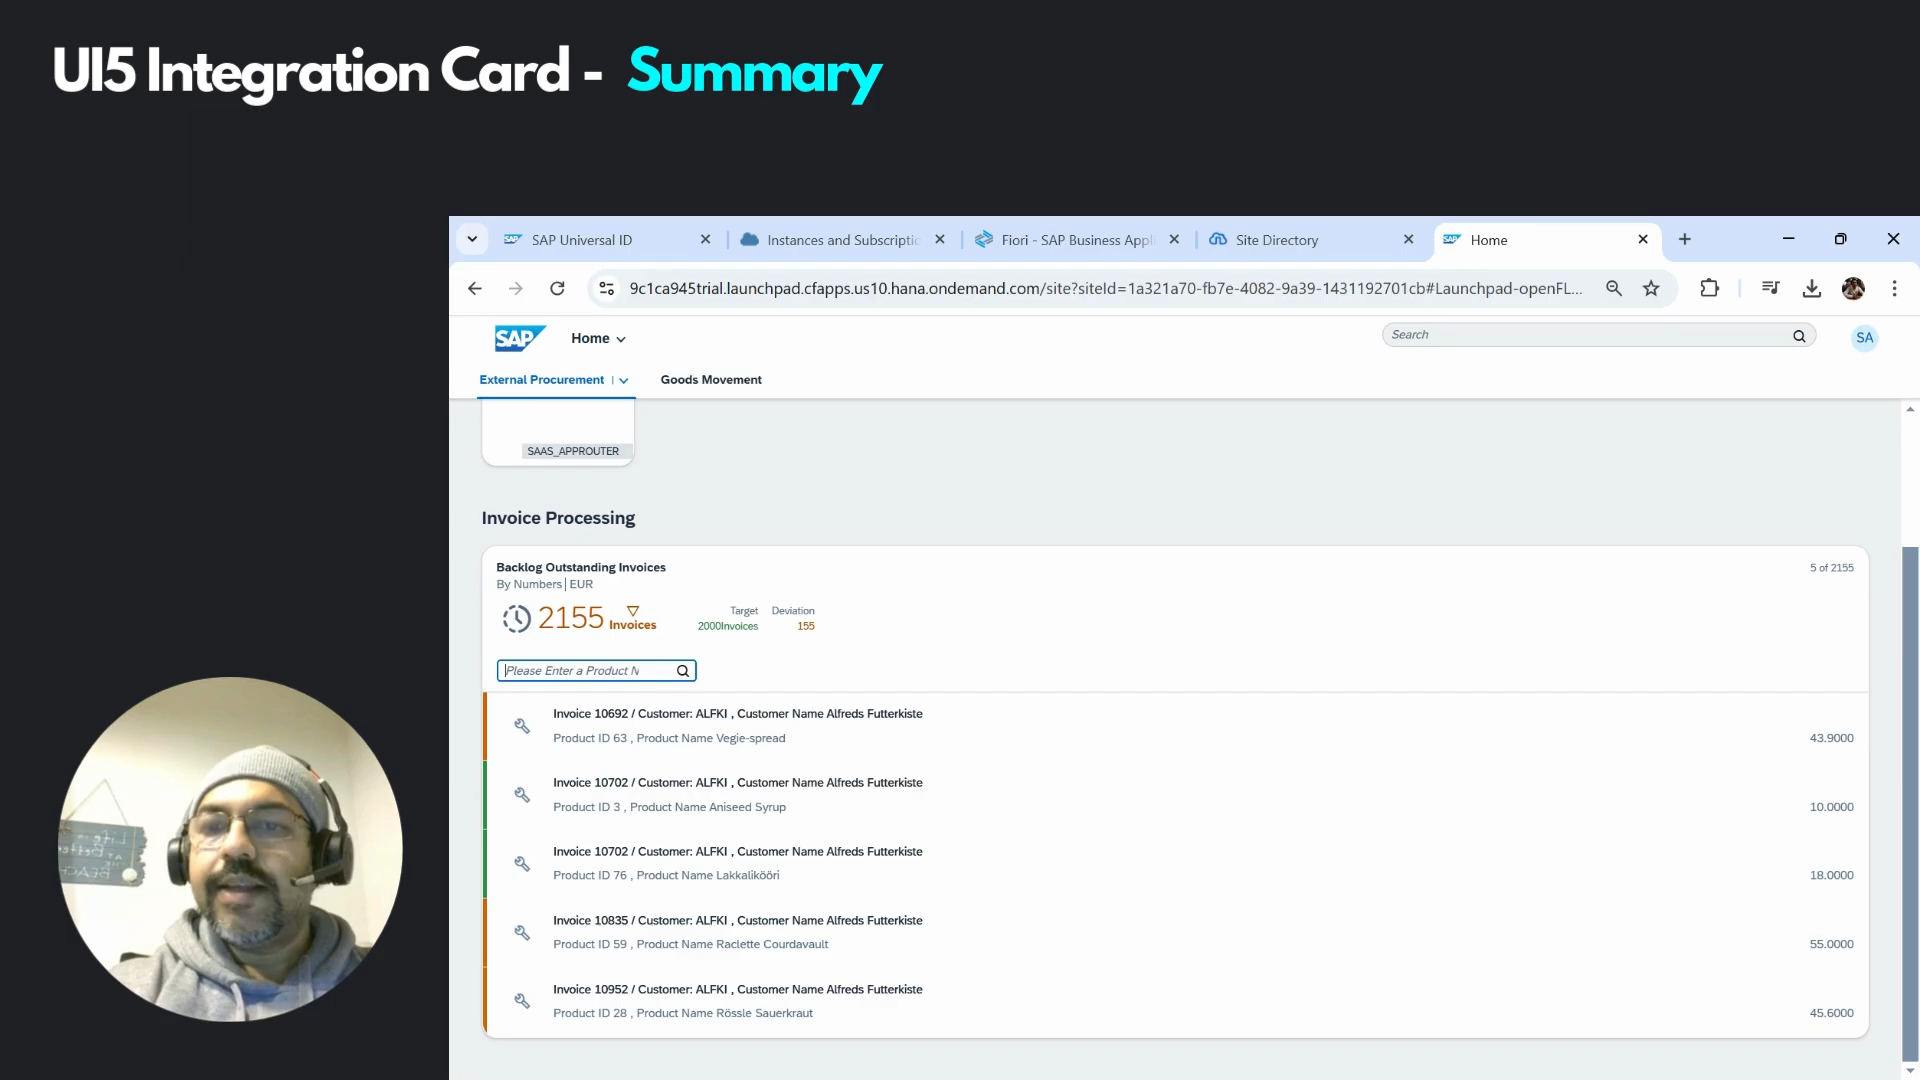 UI5 Integration Card - Summary
SAP Universal ID
Instances and Subscriptic
Fiori - SAP Business Appl
Site Directory
Home
9c1ca945trial.launchpad.cfapps.us10.hana.ondemand.com/site?siteId=1a321a70-fb7e-4082-9a39-1431192701cb#Launchpad-openFL...
SAP
Home
Search
SA
External Procurement
Goods Movement
SAAS_APPROUTER
Invoice Processing
Backlog Outstanding Invoices
5 of 2155
By Numbers | EUR
2155 Invoices
Target
2000Invoices
Deviation
155
Please Enter a Product N
Invoice 10692 / Customer: ALFKI , Customer Name Alfreds Futterkiste
Product ID 63 , Product Name Vegie-spread
43.9000
Invoice 10702 / Customer: ALFKI , Customer Name Alfreds Futterkiste
Product ID 3 , Product Name Aniseed Syrup
10.0000
Invoice 10702 / Customer: ALFKI , Customer Name Alfreds Futterkiste
Product ID 76 , Product Name Lakkalikööri
18.0000
Invoice 10835 / Customer: ALFKI , Customer Name Alfreds Futterkiste
Product ID 59 , Product Name Raclette Courdavault
55.0000
Invoice 10952 / Customer: ALFKI , Customer Name Alfreds Futterkiste
Product ID 28 , Product Name Rössle Sauerkraut
45.6000